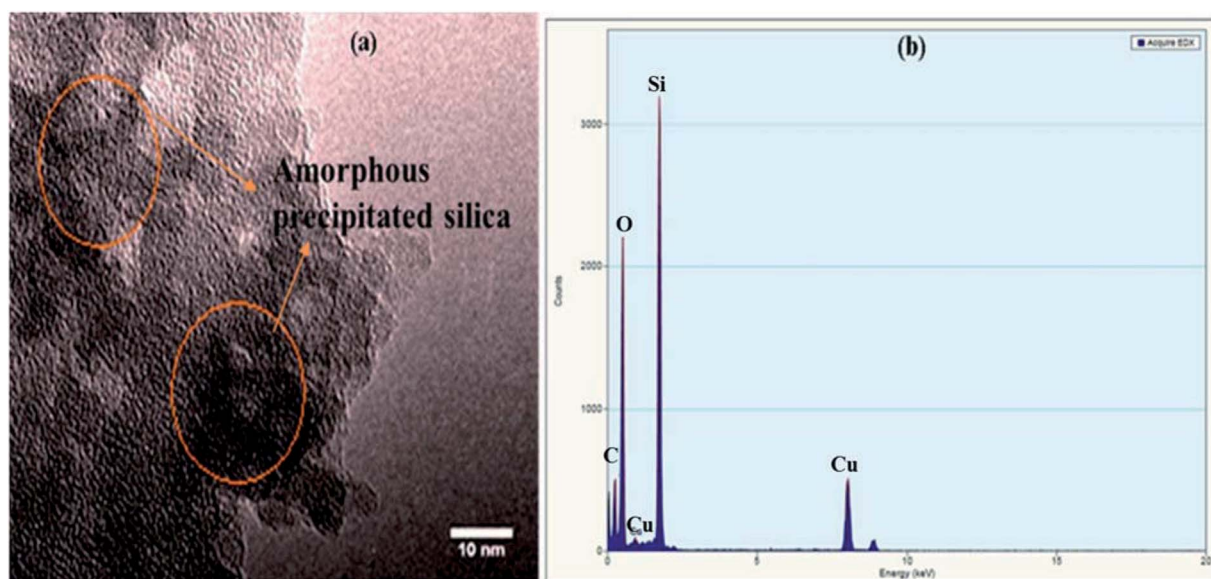 (a)
Amorphous
precipitated silica
10 nm
(b)
Acquire EDX
Si
O
C
Cu
Cu
Counts
3000
2000
1000
0
0
5
10
15
20
Energy (keV)